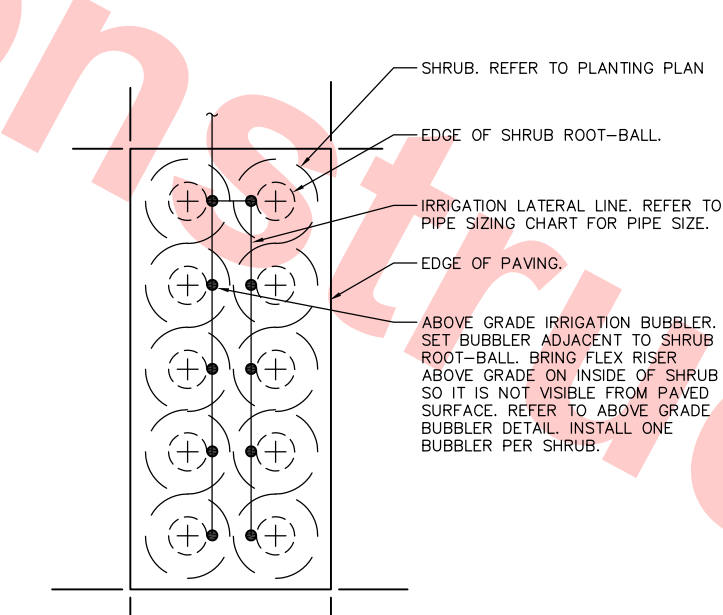 SHRUB. REFER TO PLANTING PLAN
EDGE OF SHRUB ROOT-BALL.
IRRIGATION LATERAL LINE. REFER TO
PIPE SIZING CHART FOR PIPE SIZE.
EDGE OF PAVING.
ABOVE GRADE IRRIGATION BUBBLER.
SET BUBBLER ADJACENT TO SHRUB
ROOT-BALL. BRING FLEX RISER
ABOVE GRADE ON INSIDE OF SHRUB
SO IT IS NOT VISIBLE FROM PAVED
SURFACE. REFER TO ABOVE GRADE
BUBBLER DETAIL. INSTALL ONE
BUBBLER PER SHRUB.
onstruc